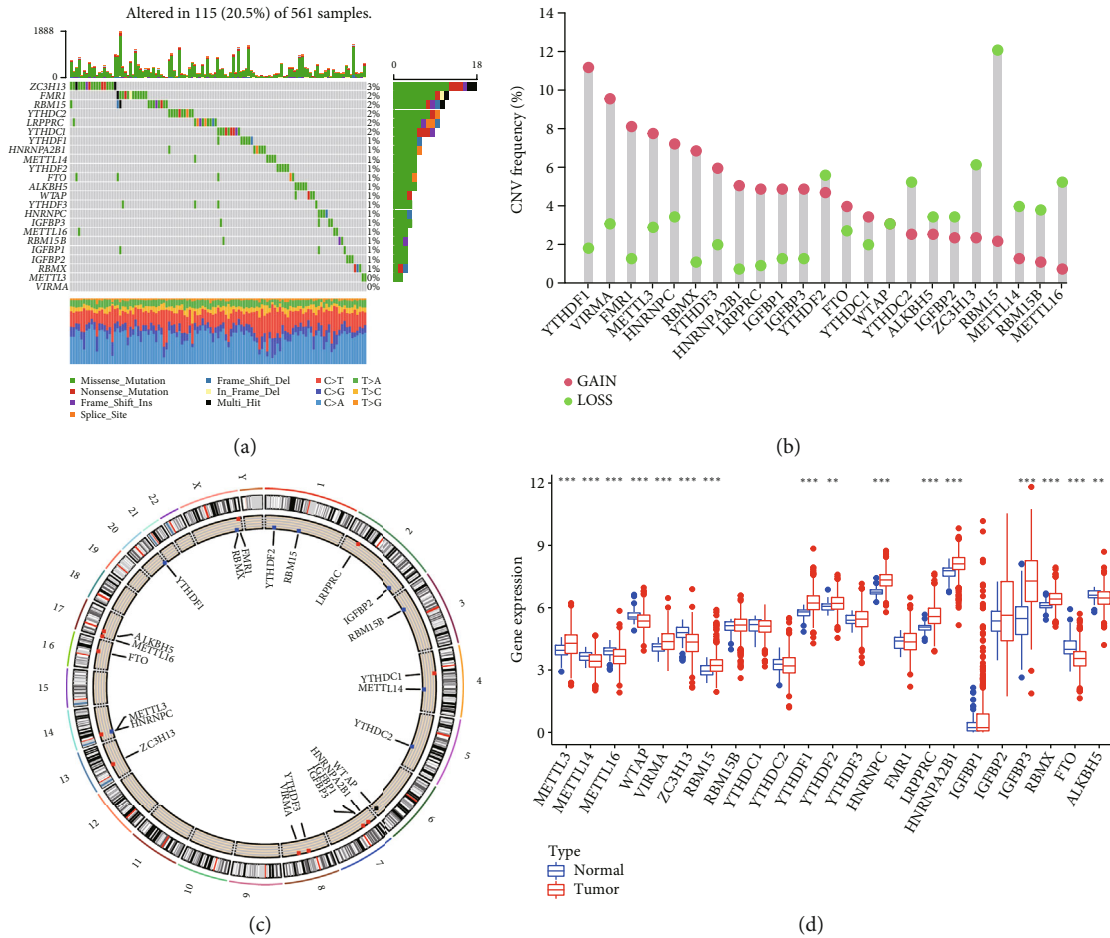 Altered in 115 (20.5%) of 561 samples.
1888
0
0 18
ZC3H13 3%
FMR1 2%
RBM15 2%
YTHDC2 2%
LRPPRC 2%
YTHDC1 2%
YTHDF1 1%
HNRNPA2B1 1%
METTL14 1%
YTHDF2 1%
FTO 1%
ALKBH5 1%
WTAP 1%
YTHDF3 1%
HNRNPC 1%
IGFBP3 1%
METTL16 1%
RBM15B 1%
IGFBP1 1%
IGFBP2 1%
RBMX 1%
METTL3 0%
VIRMA 0%
Missense_Mutation Frame_Shift_Del C>T T>A
Nonsense_Mutation In_Frame_Del C>G T>C
Frame_Shift_Ins Multi_Hit C>A T>G
Splice_Site
(a)
CNV frequency (%)
14
12
10
8
6
4
2
0
YTHDF1
VIRMA
FMR1
METTL3
HNRNPC
RBMX
YTHDF3
HNRNPA2B1
LRPPRC
IGFBP1
IGFBP3
YTHDF2
FTO
YTHDC1
WTAP
YTHDC2
ALKBH5
IGFBP2
ZC3H13
RBM15
METTL14
RBM15B
METTL16
GAIN
LOSS
(b)
1
2
3
4
5
6
7
8
9
10
11
12
13
14
15
16
17
18
19
20
21
22
X
Y
YTHDF2
RBM15
LRPPRC
IGFBP2
RBM15B
YTHDC1
METTL14
YTHDC2
WTAP
HNRNPA2B1
IGFBP1
IGFBP3
YTHDF3
VIRMA
ZC3H13
METTL3
HNRNPC
FTO
METTL16
ALKBH5
YTHDF1
RBMX
FMR1
(c)
*** *** *** *** *** *** *** *** ** *** *** *** *** *** *** **
Gene expression
12
9
6
3
0
METTL3
METTL14
METTL16
WTAP
VIRMA
ZC3H13
RBM15
RBM15B
YTHDC1
YTHDC2
YTHDF1
YTHDF2
YTHDF3
HNRNPC
FMR1
LRPPRC
HNRNPA2B1
IGFBP1
IGFBP2
IGFBP3
RBMX
FTO
ALKBH5
Type
Normal
Tumor
(d)